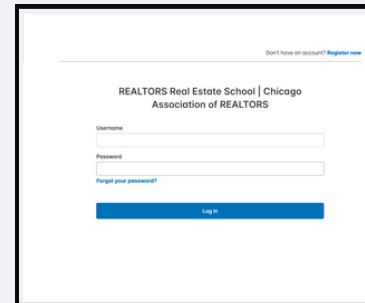 Don't have an account? Register now
REALTORS Real Estate School | Chicago
Association of REALTORS
Username
Password
Forgot your password?
Log in